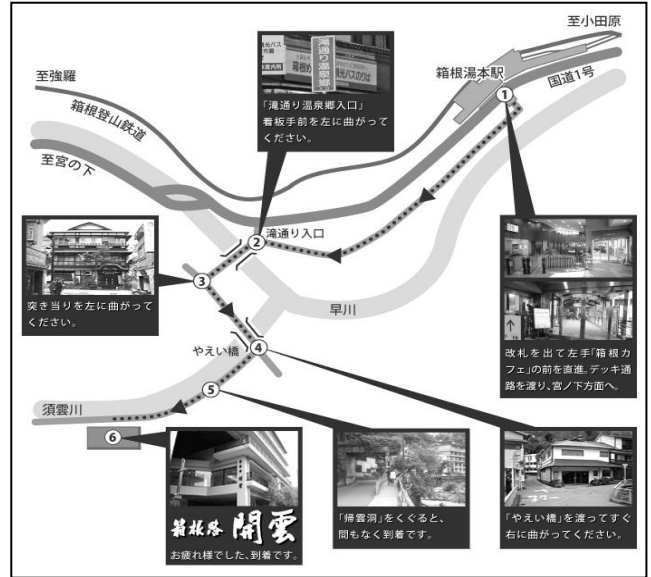 至小田原
箱根湯本駅
国道1号
①
至強羅
箱根登山鉄道
至宮の下
滝通り温泉郷入口
「滝通り温泉郷入口」
看板手前を左に曲がって
ください。
②
滝通り入口
③
突き当りを左に曲がって
ください。
早川
改札を出て左手「箱根カ
フェ」の前を直進。デッキ通
路を渡り、宮ノ下方面へ。
やえい橋
④
⑤
須雲川
⑥
箱根路 開雲
お疲れ様でした、到着です。
「帰雲洞」をくぐると、
間もなく到着です。
「やえい橋」を渡ってすぐ
右に曲がってください。